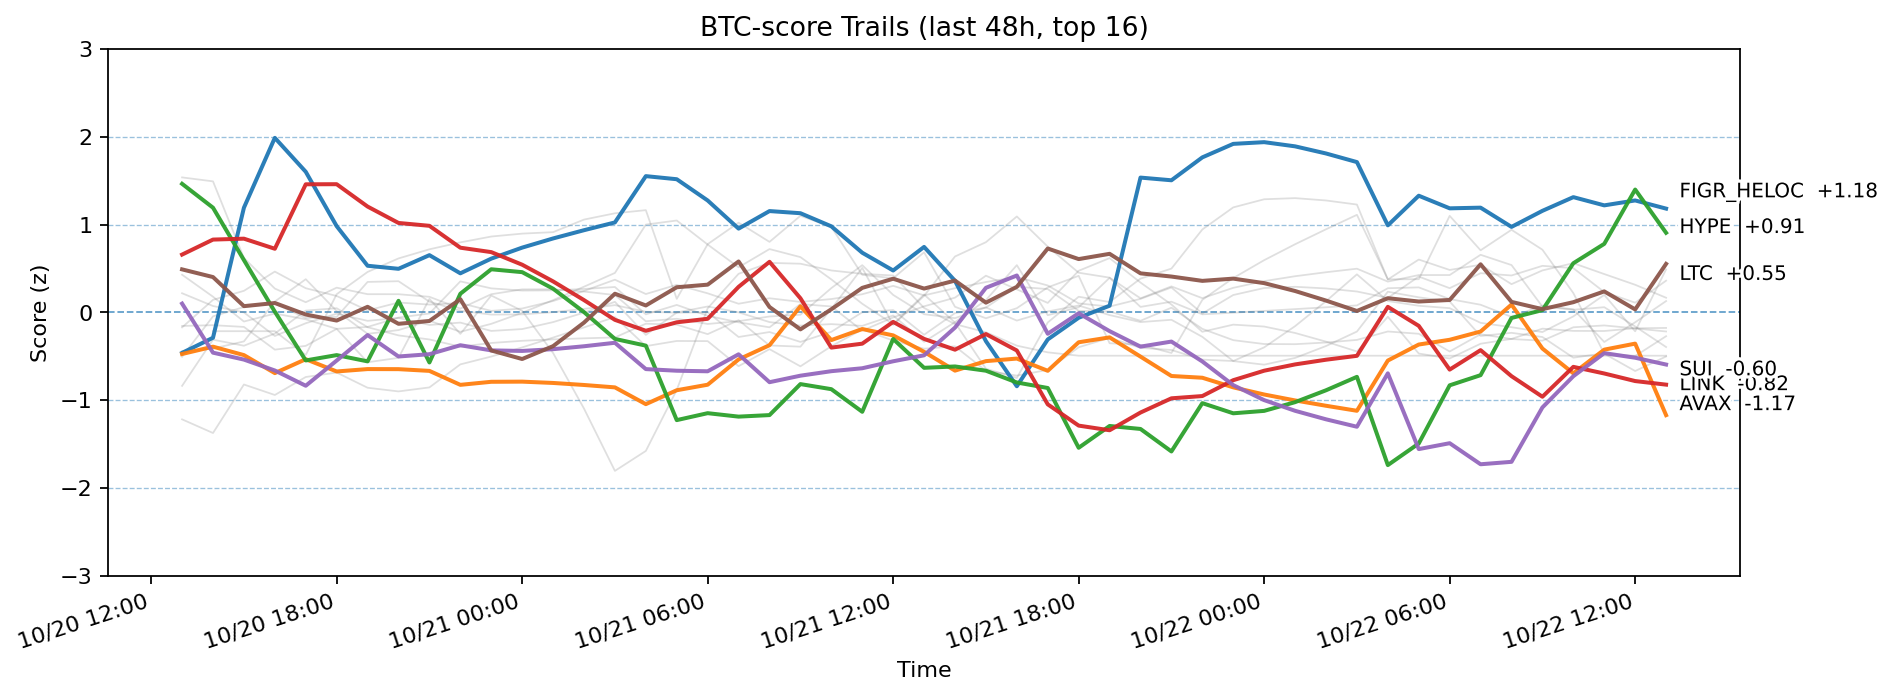 BTC-score Trails (last 48h, top 16)
Score (z)
3
2
1
0
−1
−2
−3
FIGR_HELOC +1.18
HYPE +0.91
LTC +0.55
SUI -0.60
LINK -0.82
AVAX -1.17
10/20 12:00
10/20 18:00
10/21 00:00
10/21 06:00
10/21 12:00
10/21 18:00
10/22 00:00
10/22 06:00
10/22 12:00
Time